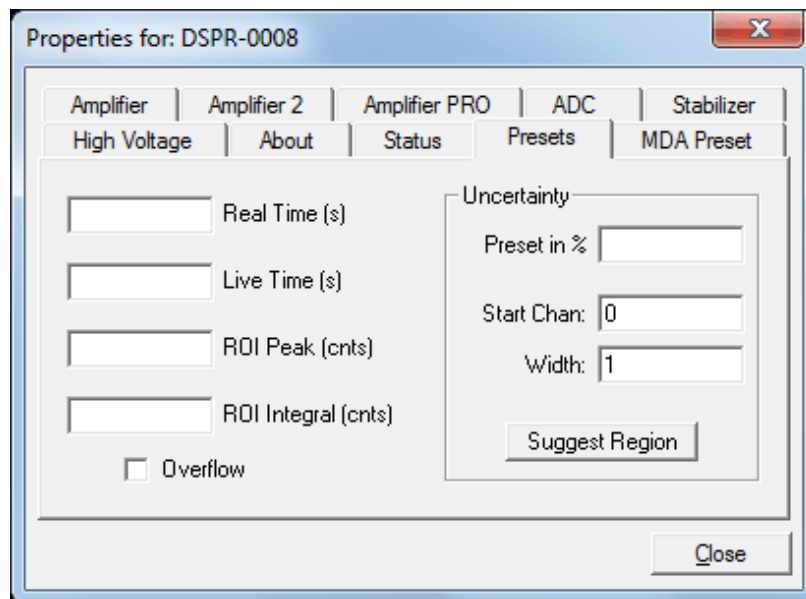 Properties for: DSPR-0008
Amplifier Amplifier 2 Amplifier PRO ADC Stabilizer
High Voltage About Status Presets MDA Preset
Real Time (s)
Live Time (s)
ROI Peak (cnts)
ROI Integral (cnts)
Overflow
Uncertainty
Preset in %
Start Chan: 0
Width: 1
Suggest Region
Close